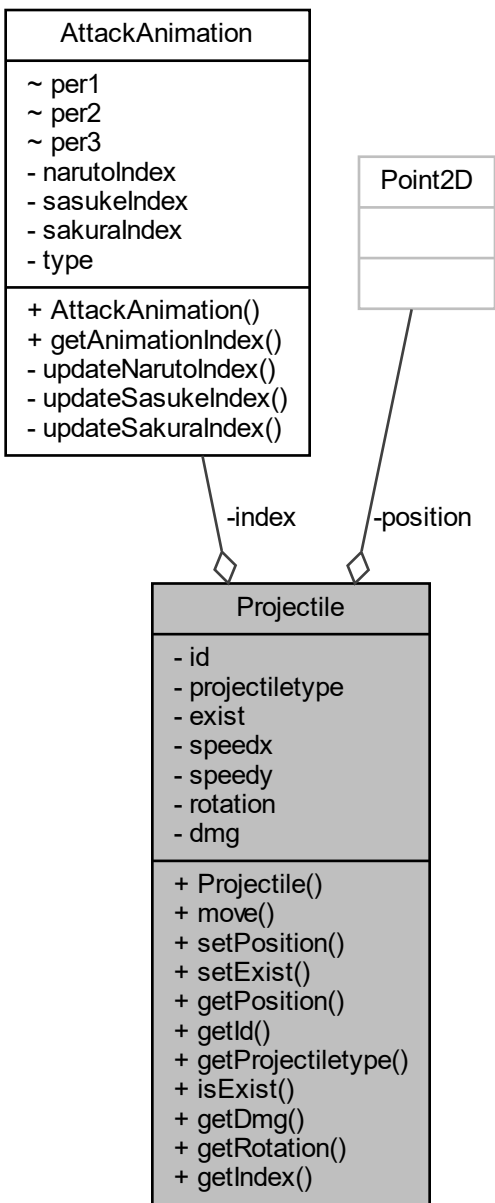 AttackAnimation
~ per1
~ per2
~ per3
- narutoIndex
- sasukeIndex
- sakuraIndex
- type
+ AttackAnimation()
+ getAnimationIndex()
- updateNarutoIndex()
- updateSasukeIndex()
- updateSakuraIndex()
Point2D
-index
-position
Projectile
- id
- projectiletype
- exist
- speedx
- speedy
- rotation
- dmg
+ Projectile()
+ move()
+ setPosition()
+ setExist()
+ getPosition()
+ getId()
+ getProjectiletype()
+ isExist()
+ getDmg()
+ getRotation()
+ getIndex()